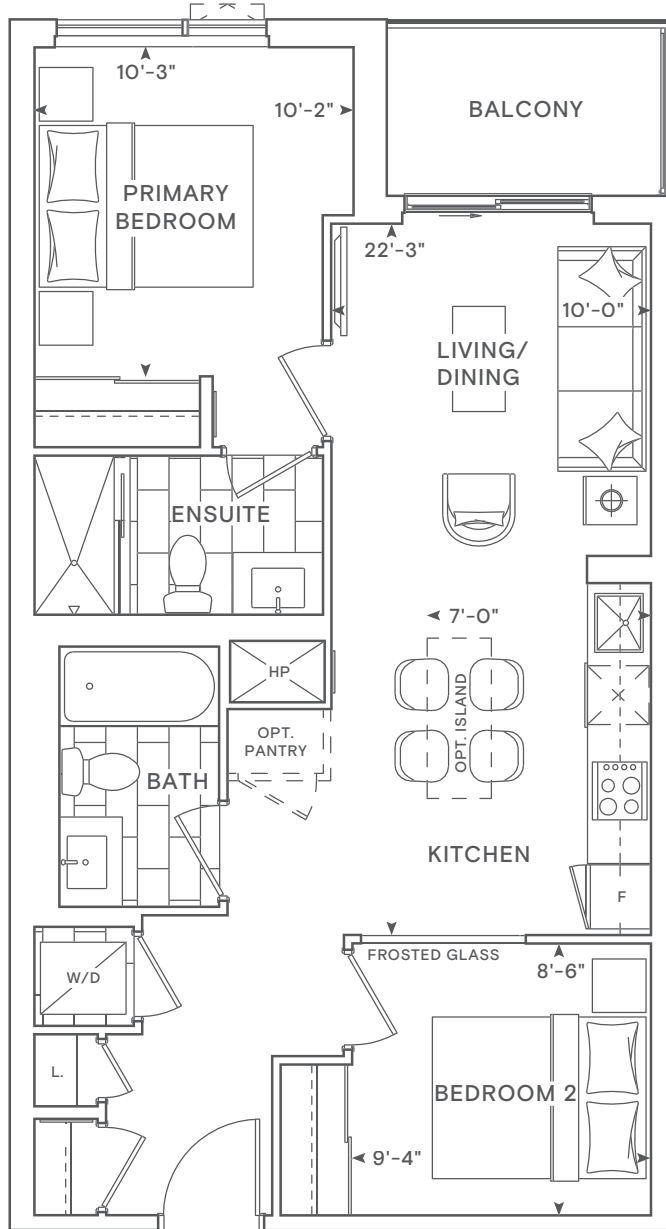 10'-3"
10'-2"
BALCONY
PRIMARY
BEDROOM
22'-3"
10'-0"
LIVING/
DINING
ENSUITE
7'-0"
HP
OPT. ISLAND
OPT.
PANTRY
BATH
KITCHEN
F
FROSTED GLASS
8'-6"
W/D
L.
BEDROOM 2
9'-4"